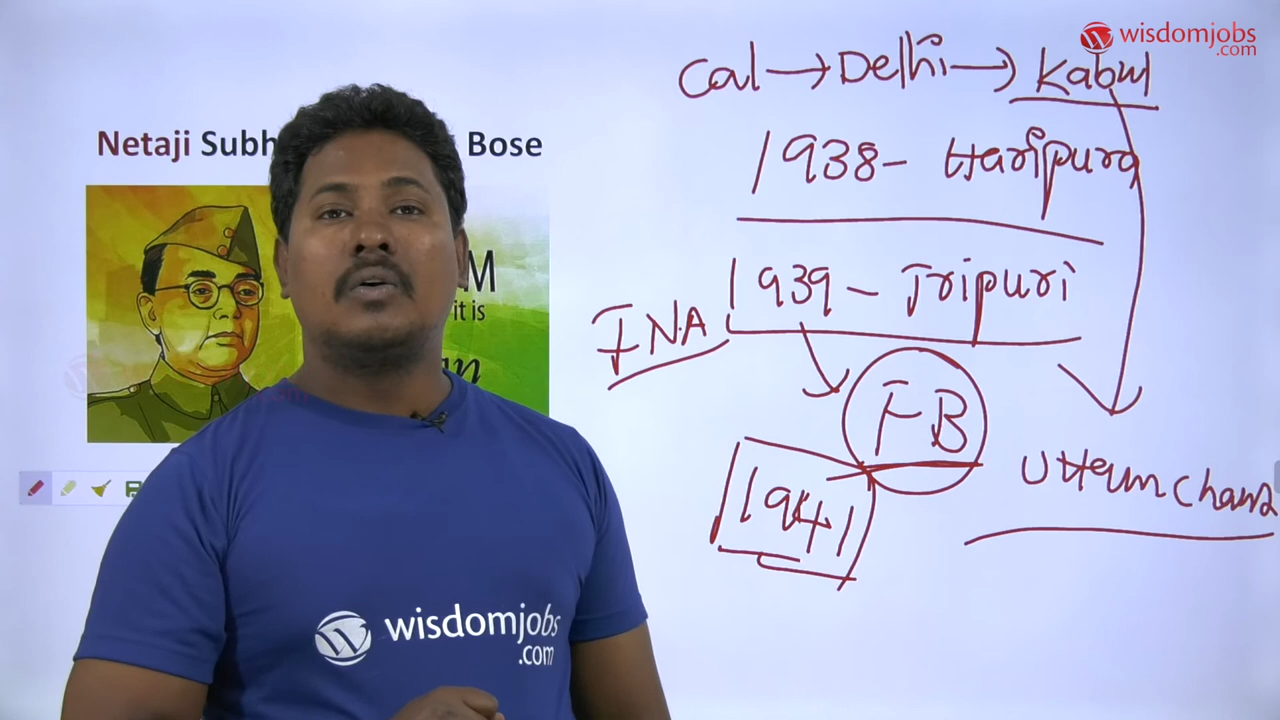 wisdomjobs
.com
Cal → Delhi → Kabul
Netaji Subh Bose
1938 - Haripura
1939 - Tripuri
M
it is
I.N.A
FB
Uttamchand
1941
wisdomjobs
.com